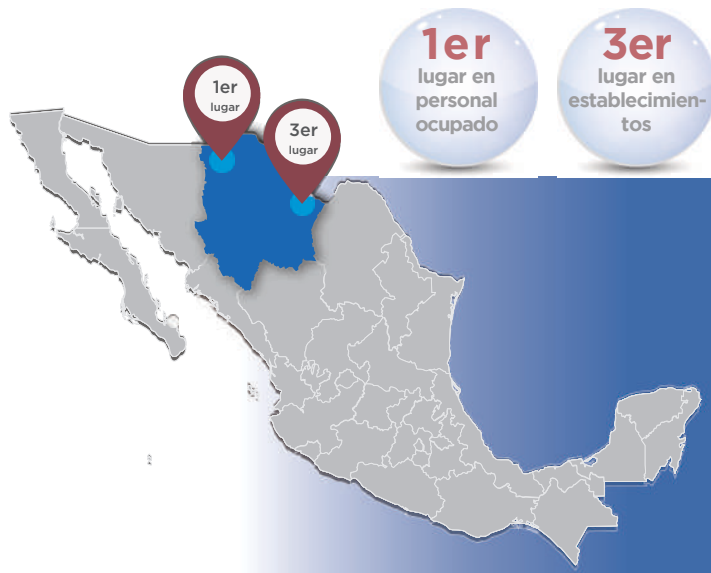 1er
lugar en
personal
ocupado
3er
lugar en
establecimien-
tos
1er
lugar
3er
lugar